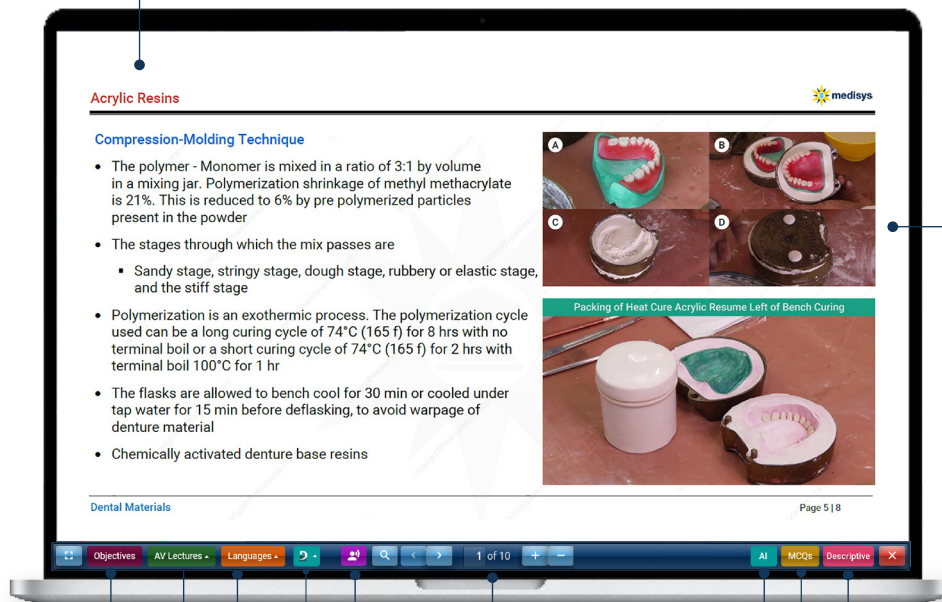 Acrylic Resins
medisys
Compression-Molding Technique
• The polymer - Monomer is mixed in a ratio of 3:1 by volume
in a mixing jar. Polymerization shrinkage of methyl methacrylate
is 21%. This is reduced to 6% by pre polymerized particles
present in the powder
• The stages through which the mix passes are
▪ Sandy stage, stringy stage, dough stage, rubbery or elastic stage,
and the stiff stage
• Polymerization is an exothermic process. The polymerization cycle
used can be a long curing cycle of 74°C (165 f) for 8 hrs with no
terminal boil or a short curing cycle of 74°C (165 f) for 2 hrs with
terminal boil 100°C for 1 hr
• The flasks are allowed to bench cool for 30 min or cooled under
tap water for 15 min before deflasking, to avoid warpage of
denture material
• Chemically activated denture base resins
A
B
C
D
Packing of Heat Cure Acrylic Resume Left of Bench Curing
Dental Materials
Page 5 | 8
Objectives AV Lectures Languages 1 of 10 + − AI MCQs Descriptive